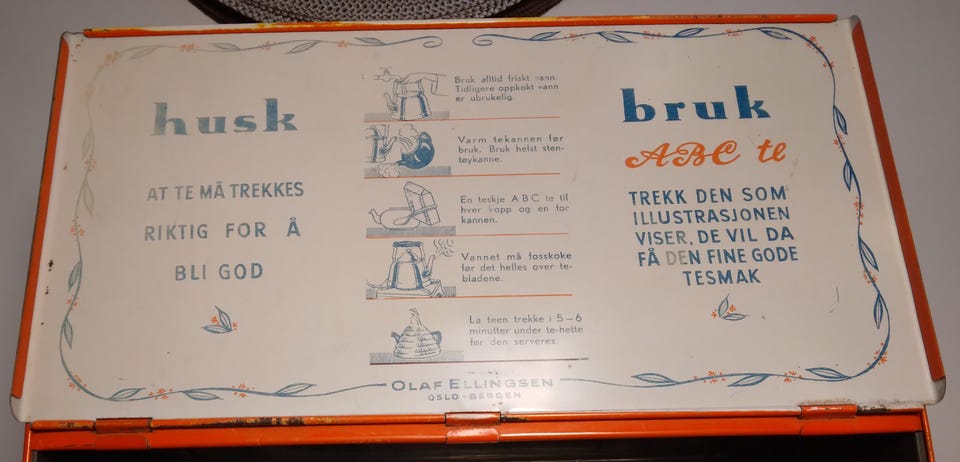 husk
AT TE MÅ TREKKES
RIKTIG FOR Å
BLI GOD
Bruk alltid friskt vann.
Tidligere oppkokt vann
er ubrukelig.
Varm tekannen før
bruk. Bruk helst sten-
tøykanne.
En teskje ABC te til
hver kopp og en for
kannen.
Vannet må fosskoke
før det helles over te-
bladene.
La teen trekke i 5–6
minutter under te-hette
før den serveres.
bruk
ABC te
TREKK DEN SOM
ILLUSTRASJONEN
VISER, DE VIL DA
FÅ DEN FINE GODE
TESMAK
OLAF ELLINGSEN
OSLO-BERGEN